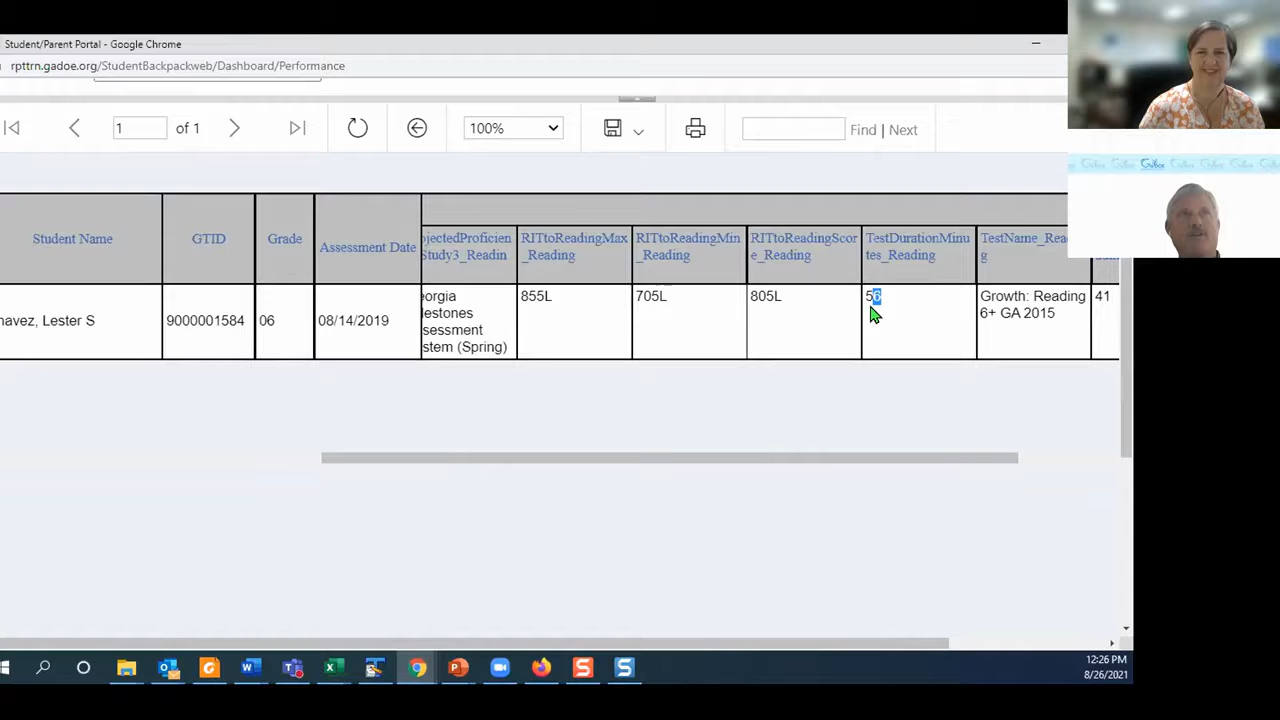 Student/Parent Portal - Google Chrome
rpttrn.gadoe.org/StudentBackpackweb/Dashboard/Performance
1 of 1
100%
Find | Next
Student Name
GTID
Grade
Assessment Date
ojectedProficien
Study3_Readin
RITtoReadingMax
_Reading
RITtoReadingMin
_Reading
RITtoReadingScor
e_Reading
TestDurationMinu
tes_Reading
TestName_Rea
g
havez, Lester S
9000001584
06
08/14/2019
eorgia
lestones
sessment
stem (Spring)
855L
705L
805L
56
Growth: Reading
6+ GA 2015
41
12:26 PM
8/26/2021